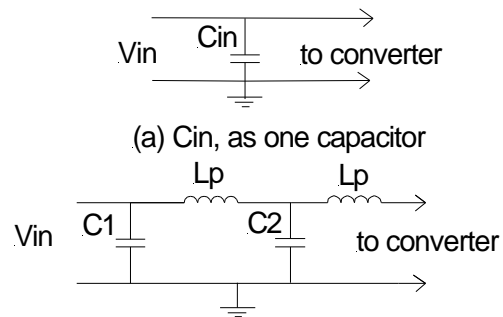 Cin
Vin
to converter
(a) Cin, as one capacitor
Lp
Lp
C1
C2
Vin
to converter